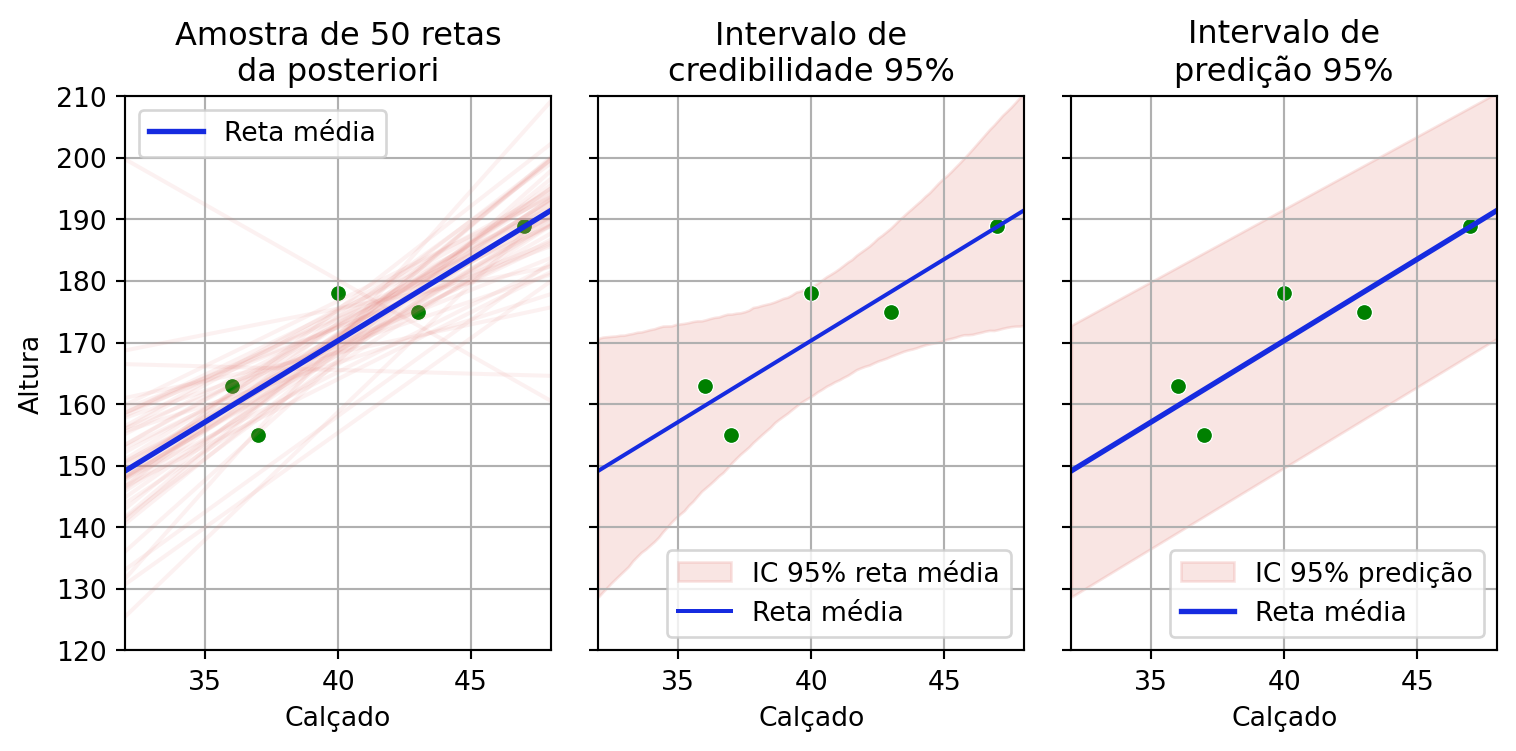 Amostra de 50 retas
da posteriori
Intervalo de
credibilidade 95%
Intervalo de
predição 95%
Reta média
210
200
190
180
170
160
150
140
130
120
Altura
35 40 45
Calçado
IC 95% reta média
Reta média
35 40 45
Calçado
IC 95% predição
Reta média
35 40 45
Calçado